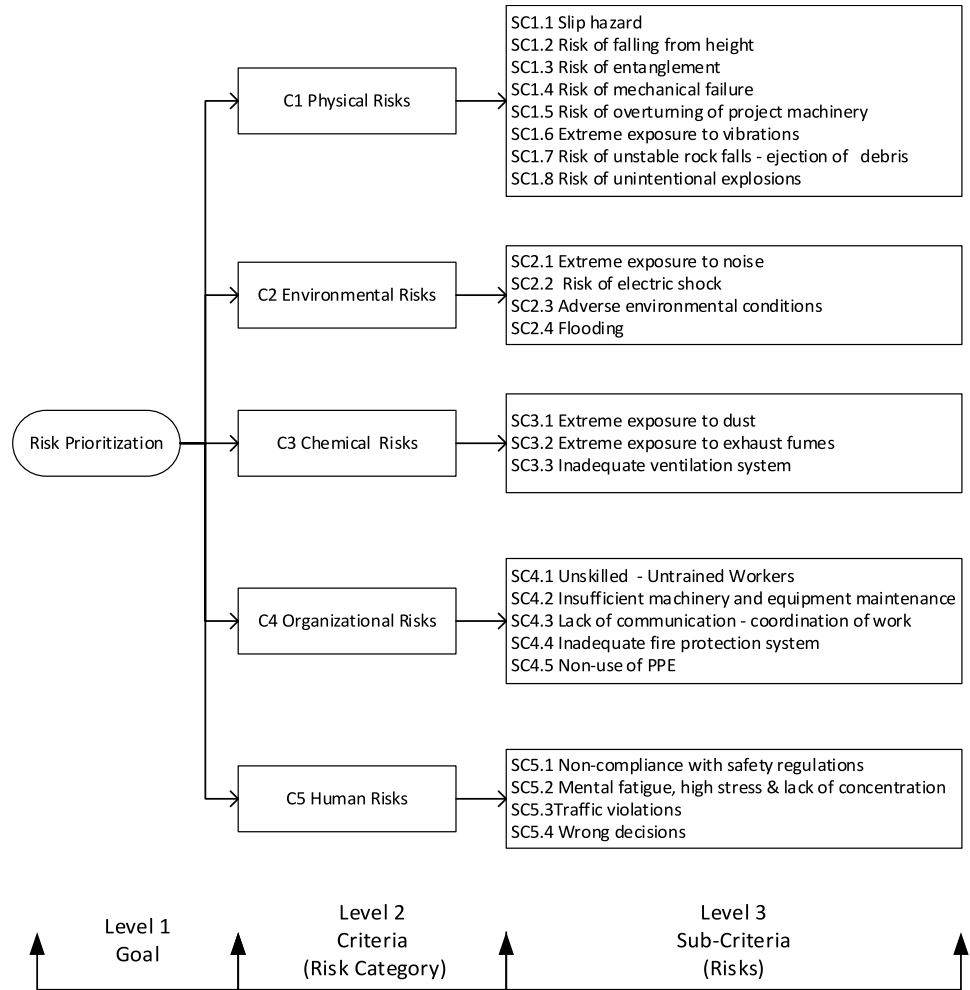 SC1.1 Slip hazard
SC1.2 Risk of falling from height
SC1.3 Risk of entanglement
SC1.4 Risk of mechanical failure
SC1.5 Risk of overturning of project machinery
SC1.6 Extreme exposure to vibrations
SC1.7 Risk of unstable rock falls - ejection of debris
SC1.8 Risk of unintentional explosions
C1 Physical Risks
SC2.1 Extreme exposure to noise
SC2.2 Risk of electric shock
SC2.3 Adverse environmental conditions
SC2.4 Flooding
C2 Environmental Risks
Risk Prioritization
C3 Chemical Risks
SC3.1 Extreme exposure to dust
SC3.2 Extreme exposure to exhaust fumes
SC3.3 Inadequate ventilation system
C4 Organizational Risks
SC4.1 Unskilled - Untrained Workers
SC4.2 Insufficient machinery and equipment maintenance
SC4.3 Lack of communication - coordination of work
SC4.4 Inadequate fire protection system
SC4.5 Non-use of PPE
C5 Human Risks
SC5.1 Non-compliance with safety regulations
SC5.2 Mental fatigue, high stress & lack of concentration
SC5.3Traffic violations
SC5.4 Wrong decisions
Level 1
Goal
Level 2
Criteria
(Risk Category)
Level 3
Sub-Criteria
(Risks)